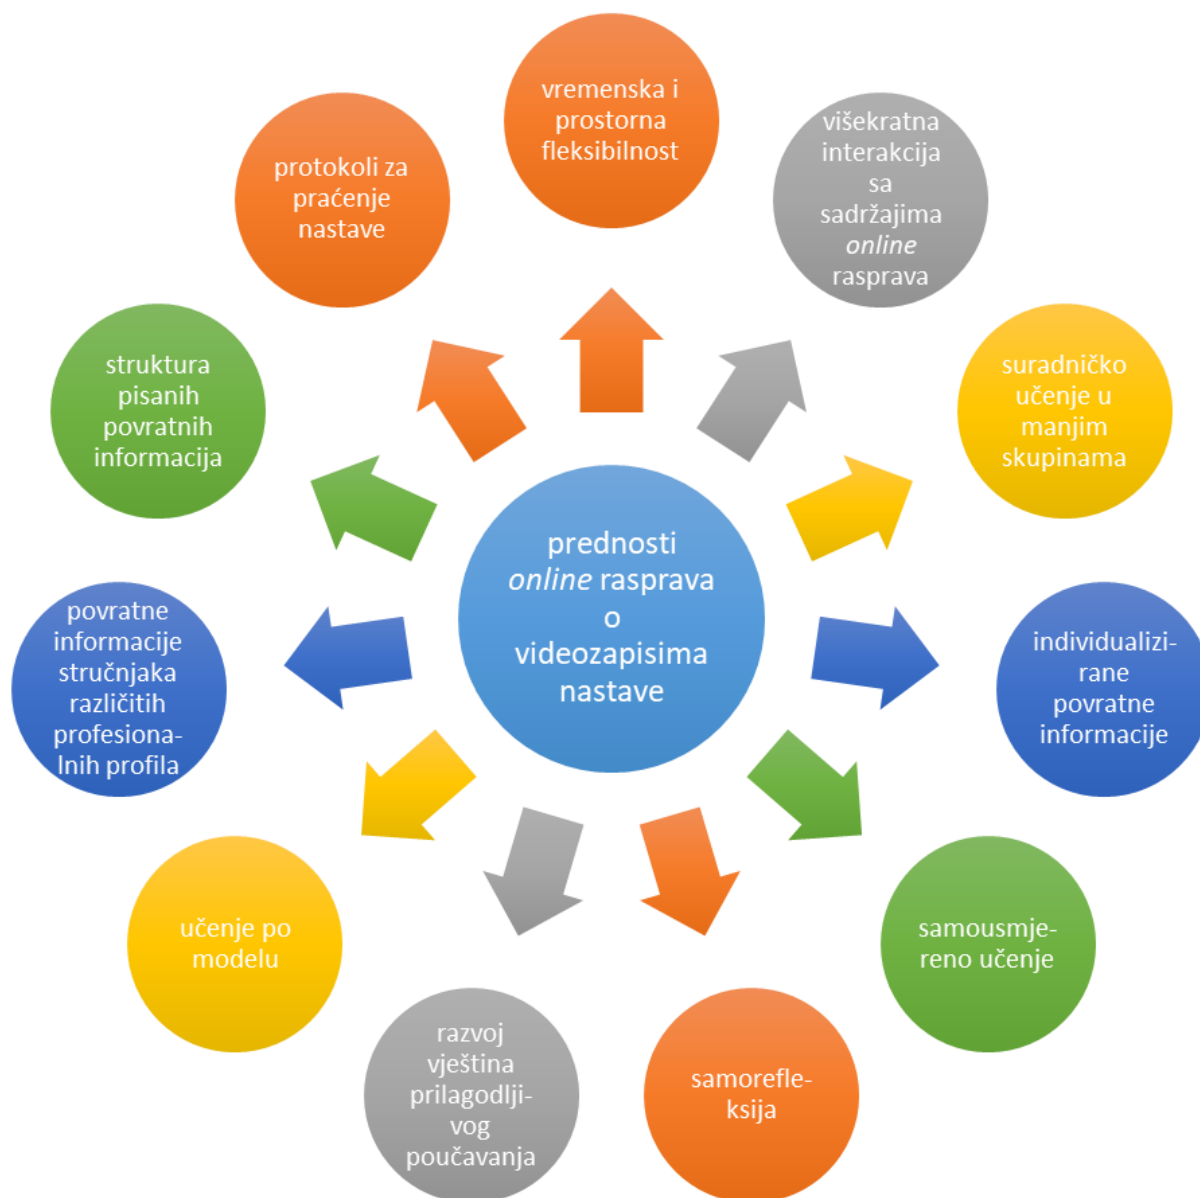 vremenska i
prostorna
fleksibilnost
višekratna
interakcija
sa
sadržajima
online
rasprava
suradničko
učenje u
manjim
skupinama
individualizi-
rane
povratne
informacije
samousmje-
reno učenje
samorefle-
ksija
razvoj
vještina
prilagodlji-
vog
poučavanja
učenje po
modelu
povratne
informacije
stručnjaka
različitih
profesiona-
lnih profila
struktura
pisanih
povratnih
informacija
protokoli za
praćenje
nastave
prednosti
online rasprava
o
videozapisima
nastave